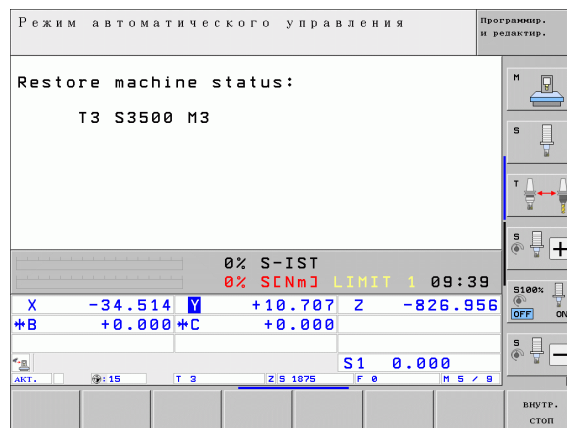 Режим автоматического управления
Программир.
и редактир.
Restore machine status:
T3 S3500 M3
M
S
T
S
0% S-IST
0% S[Nm] LIMIT 1 09:39
S100%
OFF ON
X -34.514 Y +10.707 Z -826.956
B +0.000 C +0.000
S
S1 0.000
АКТ. : 15 T 3 Z S 1875 F 0 M 5 / 9
ВНУТР.
СТОП